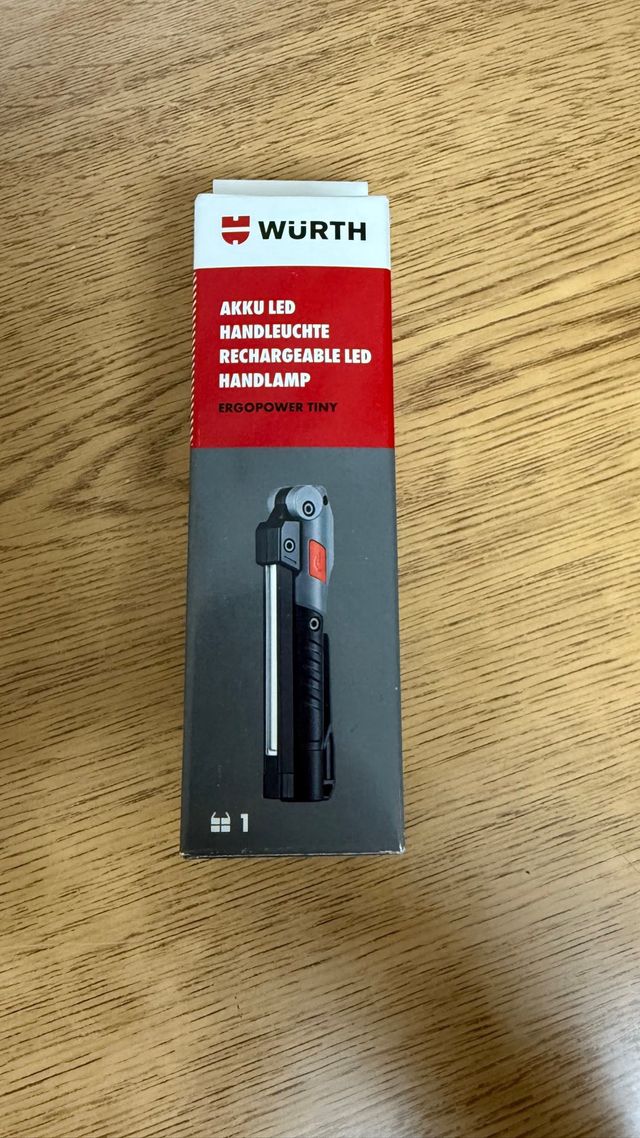 WÜRTH
AKKU LED
HANDLEUCHTE
RECHARGEABLE LED
HANDLAMP
ERGOPOWER TINY
1